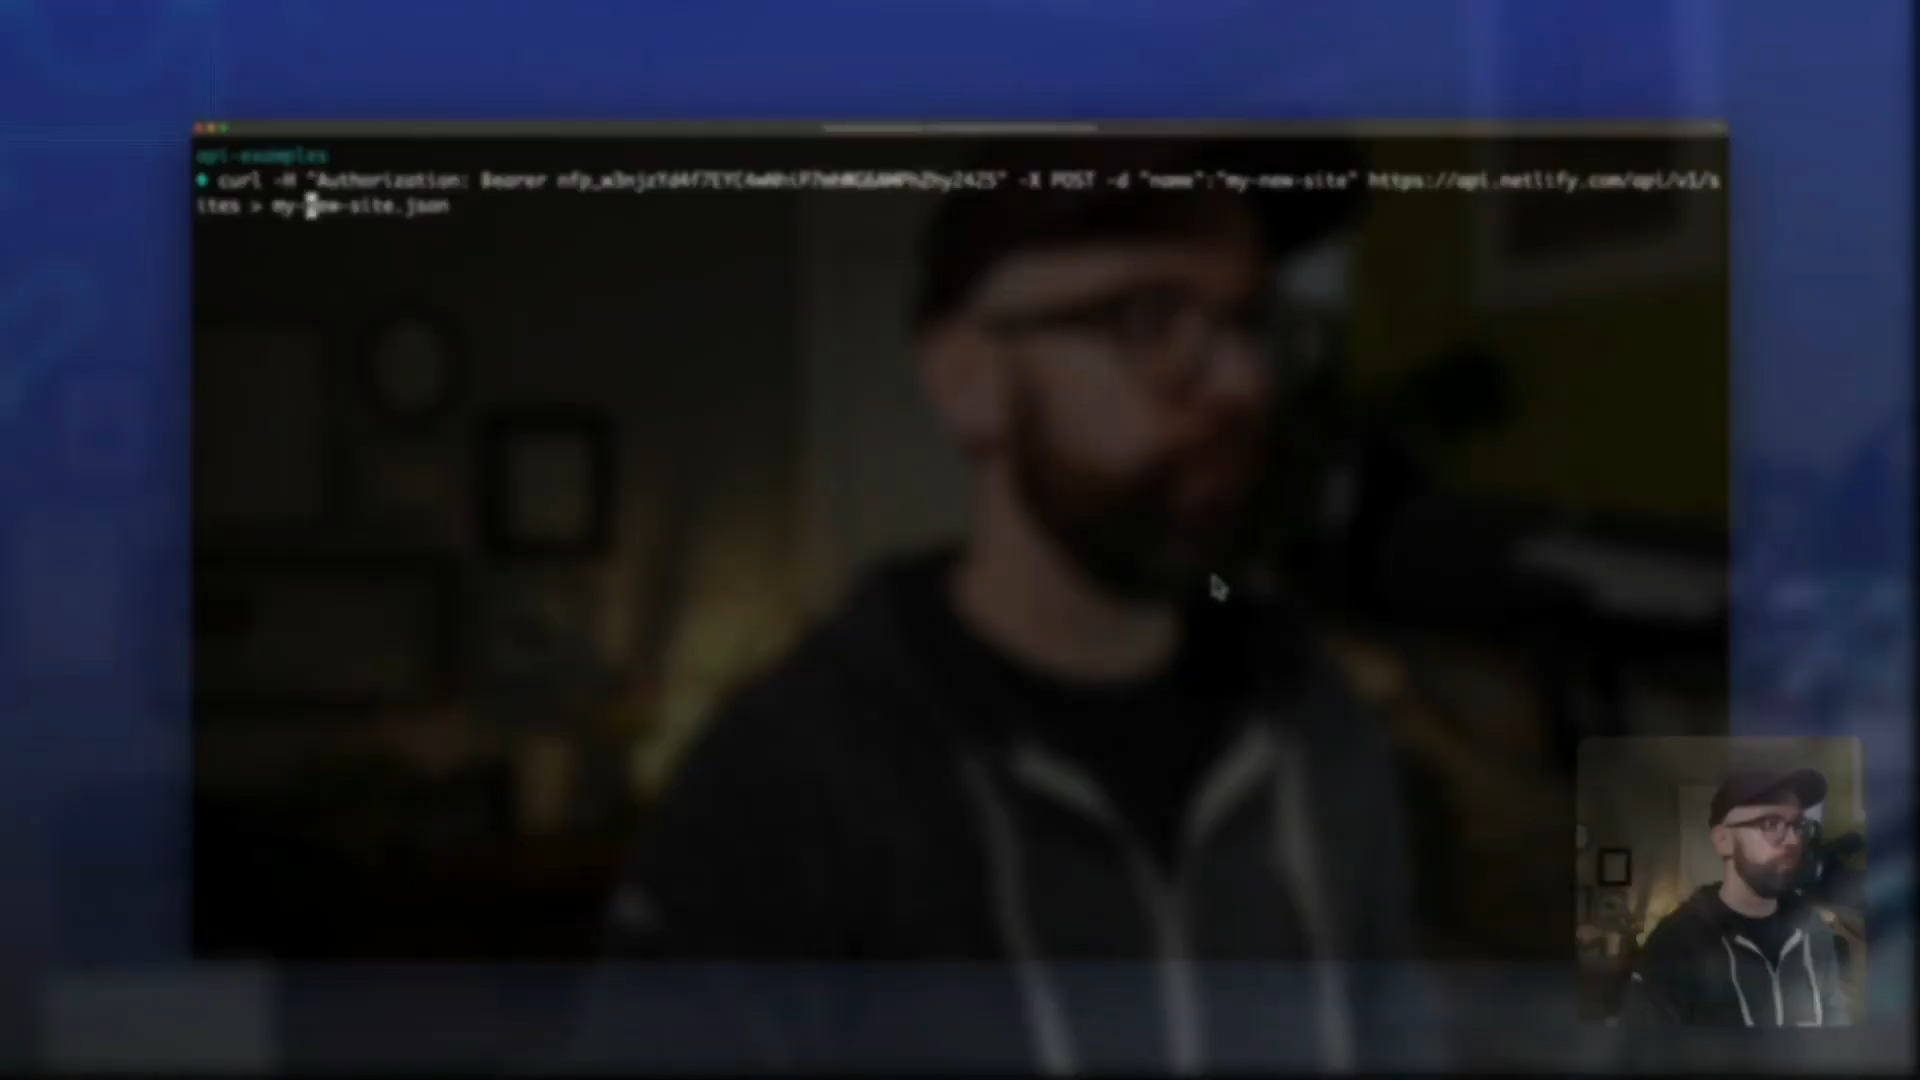 api-examples
curl -H "Authorization: Bearer" -X POST -d "name":"my-new-site" https://api.netlify.com/api/v1/s
ites > my-new-site.json